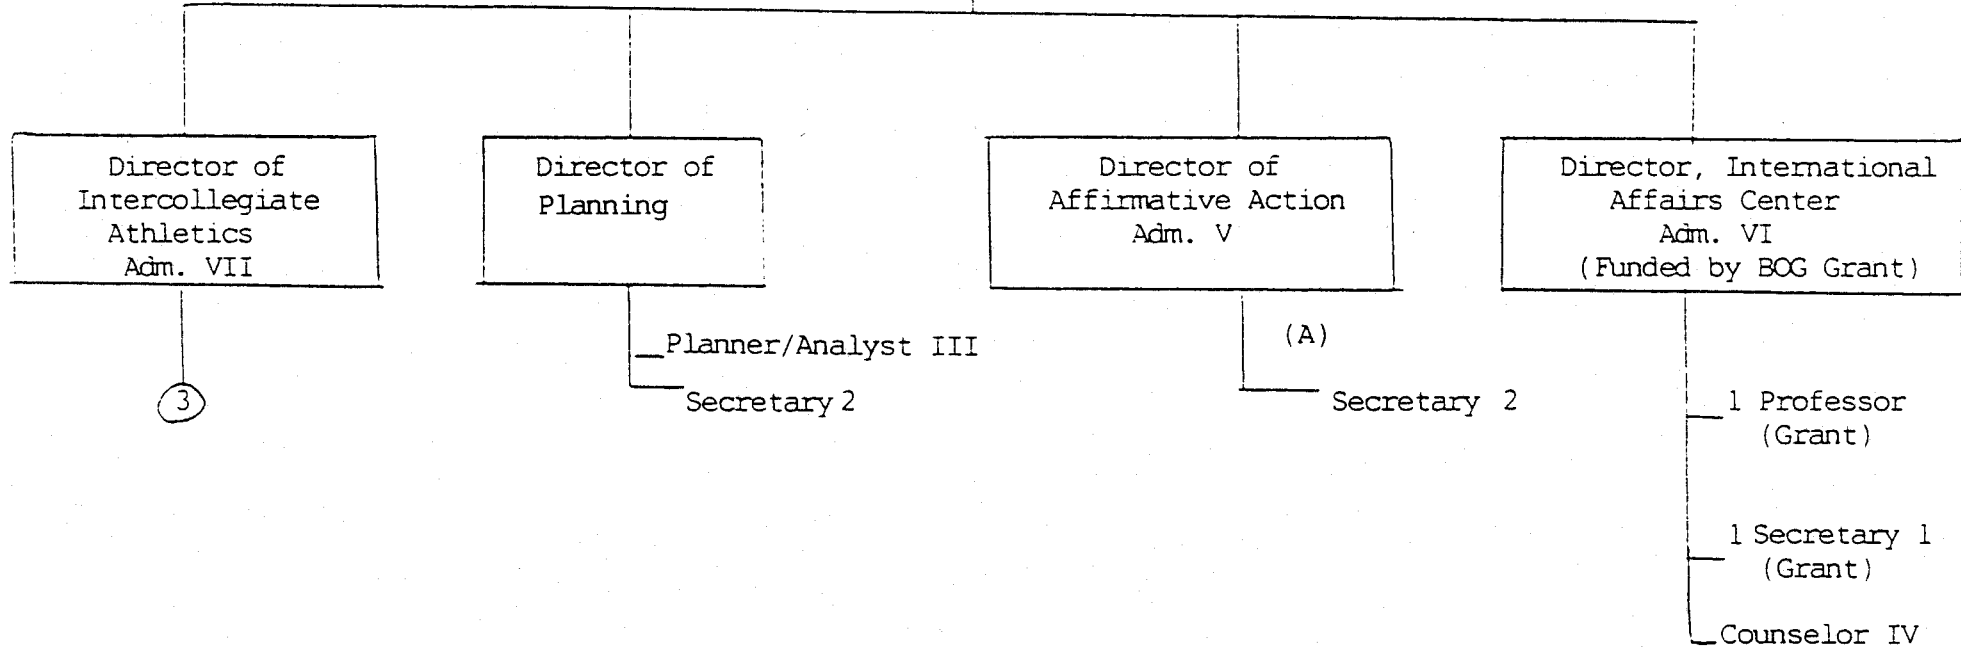 Director of
Intercollegiate
Athletics
Adm. VII
3
Director of
Planning
Planner/Analyst III
Secretary 2
Director of
Affirmative Action
Adm. V
(A)
Secretary 2
Director, International
Affairs Center
Adm. VI
(Funded by BOG Grant)
1 Professor
(Grant)
1 Secretary 1
(Grant)
Counselor IV